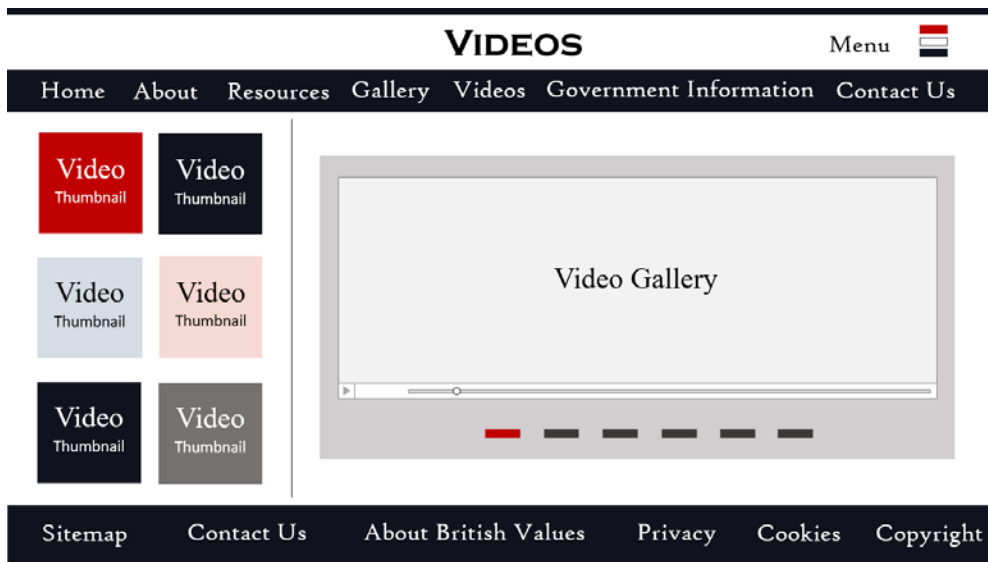 VIDEOS
Menu
Home About Resources Gallery Videos Government Information Contact Us
Video Video
Thumbnail Thumbnail
Video Video
Thumbnail Thumbnail
Video Video
Thumbnail Thumbnail
Video Gallery
Sitemap Contact Us About British Values Privacy Cookies Copyright